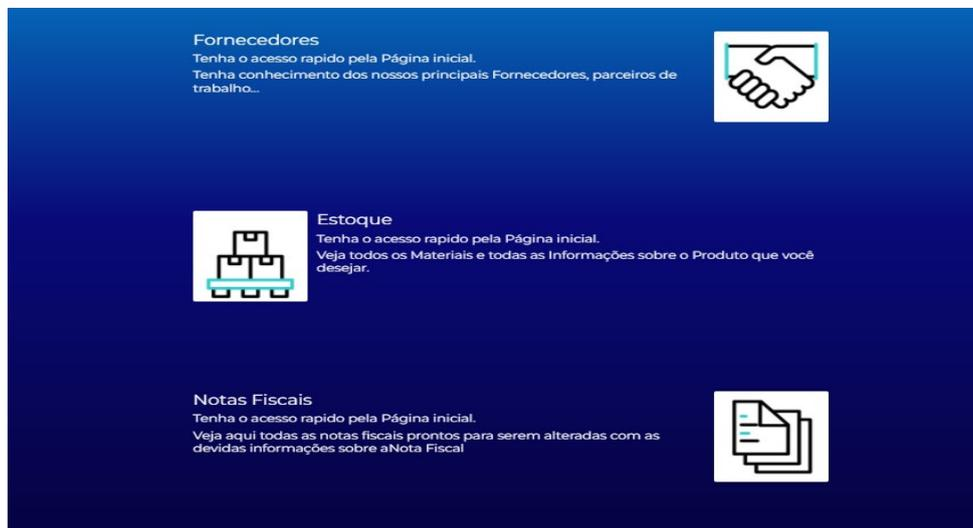 Fornecedores
Tenha o acesso rapido pela Página inicial.
Tenha conhecimento dos nossos principais Fornecedores, parceiros de
trabalho...
Estoque
Tenha o acesso rapido pela Página inicial.
Veja todos os Materiais e todas as Informações sobre o Produto que você
desejar.
Notas Fiscais
Tenha o acesso rapido pela Página inicial.
Veja aqui todas as notas fiscais prontos para serem alteradas com as
devidas informações sobre aNota Fiscal